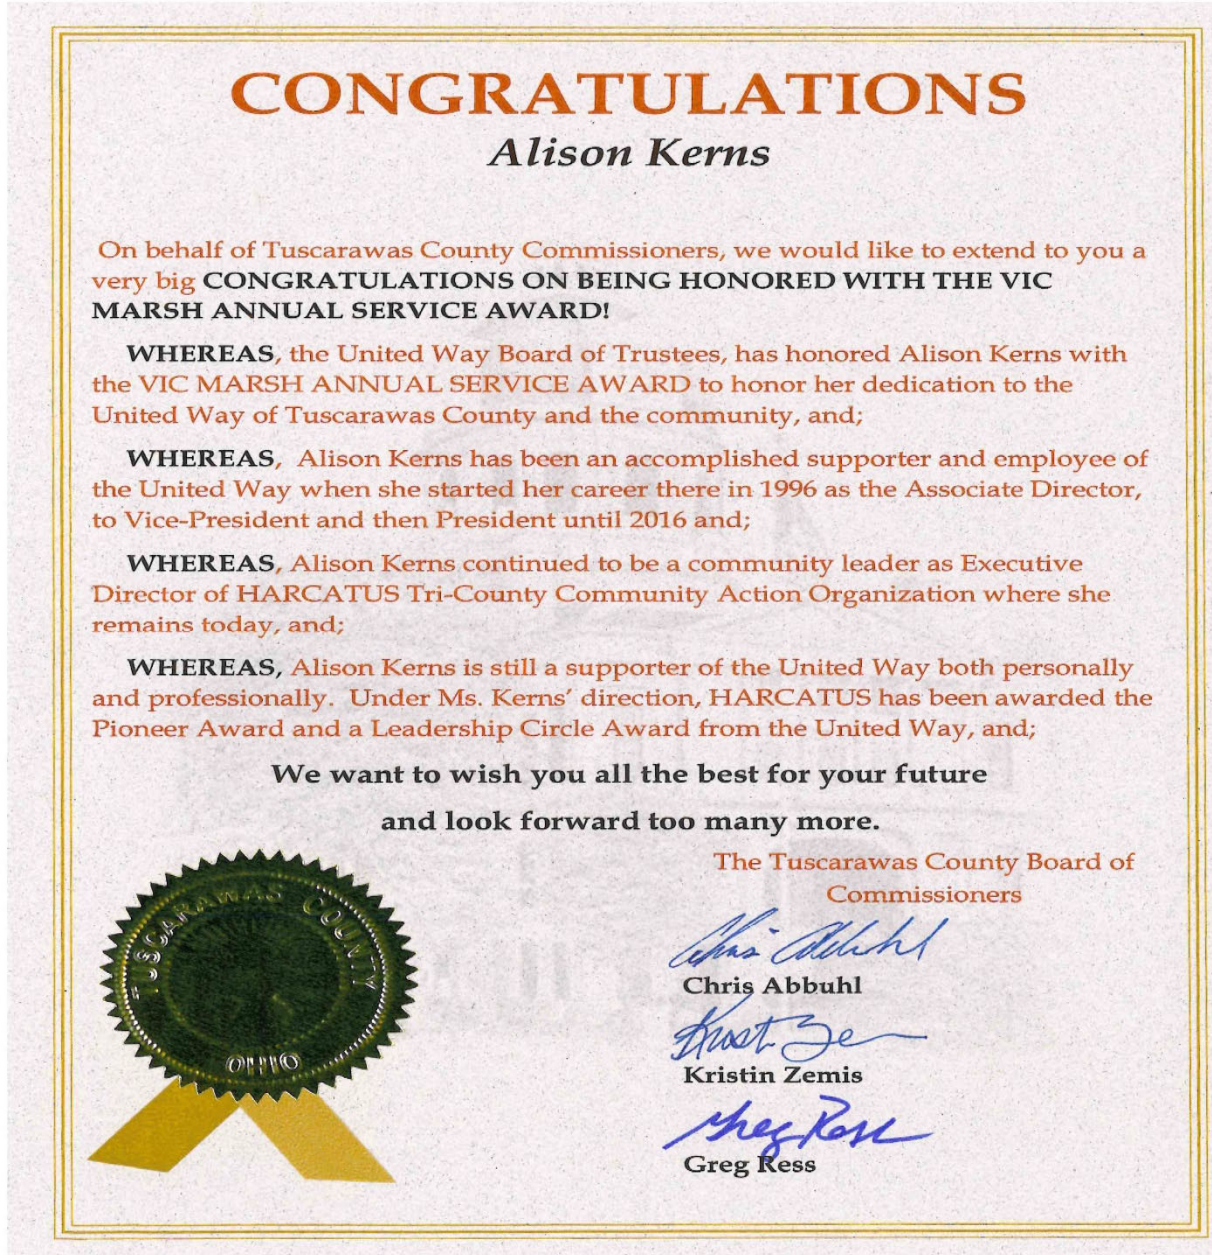 CONGRATULATIONS
Alison Kerns
On behalf of Tuscarawas County Commissioners, we would like to extend to you a
very big CONGRATULATIONS ON BEING HONORED WITH THE VIC
MARSH ANNUAL SERVICE AWARD!
WHEREAS, the United Way Board of Trustees, has honored Alison Kerns with
the VIC MARSH ANNUAL SERVICE AWARD to honor her dedication to the
United Way of Tuscarawas County and the community, and;
WHEREAS, Alison Kerns has been an accomplished supporter and employee of
the United Way when she started her career there in 1996 as the Associate Director,
to Vice-President and then President until 2016 and;
WHEREAS, Alison Kerns continued to be a community leader as Executive
Director of HARCATUS Tri-County Community Action Organization where she
remains today, and;
WHEREAS, Alison Kerns is still a supporter of the United Way both personally
and professionally. Under Ms. Kerns' direction, HARCATUS has been awarded the
Pioneer Award and a Leadership Circle Award from the United Way, and;
We want to wish you all the best for your future
and look forward too many more.
The Tuscarawas County Board of
Commissioners
Chris Abbuhl
Chris Abbuhl
Kristin Zemis
Greg Ress
Greg Ress
TUSCARAWAS COUNTY
OHIO